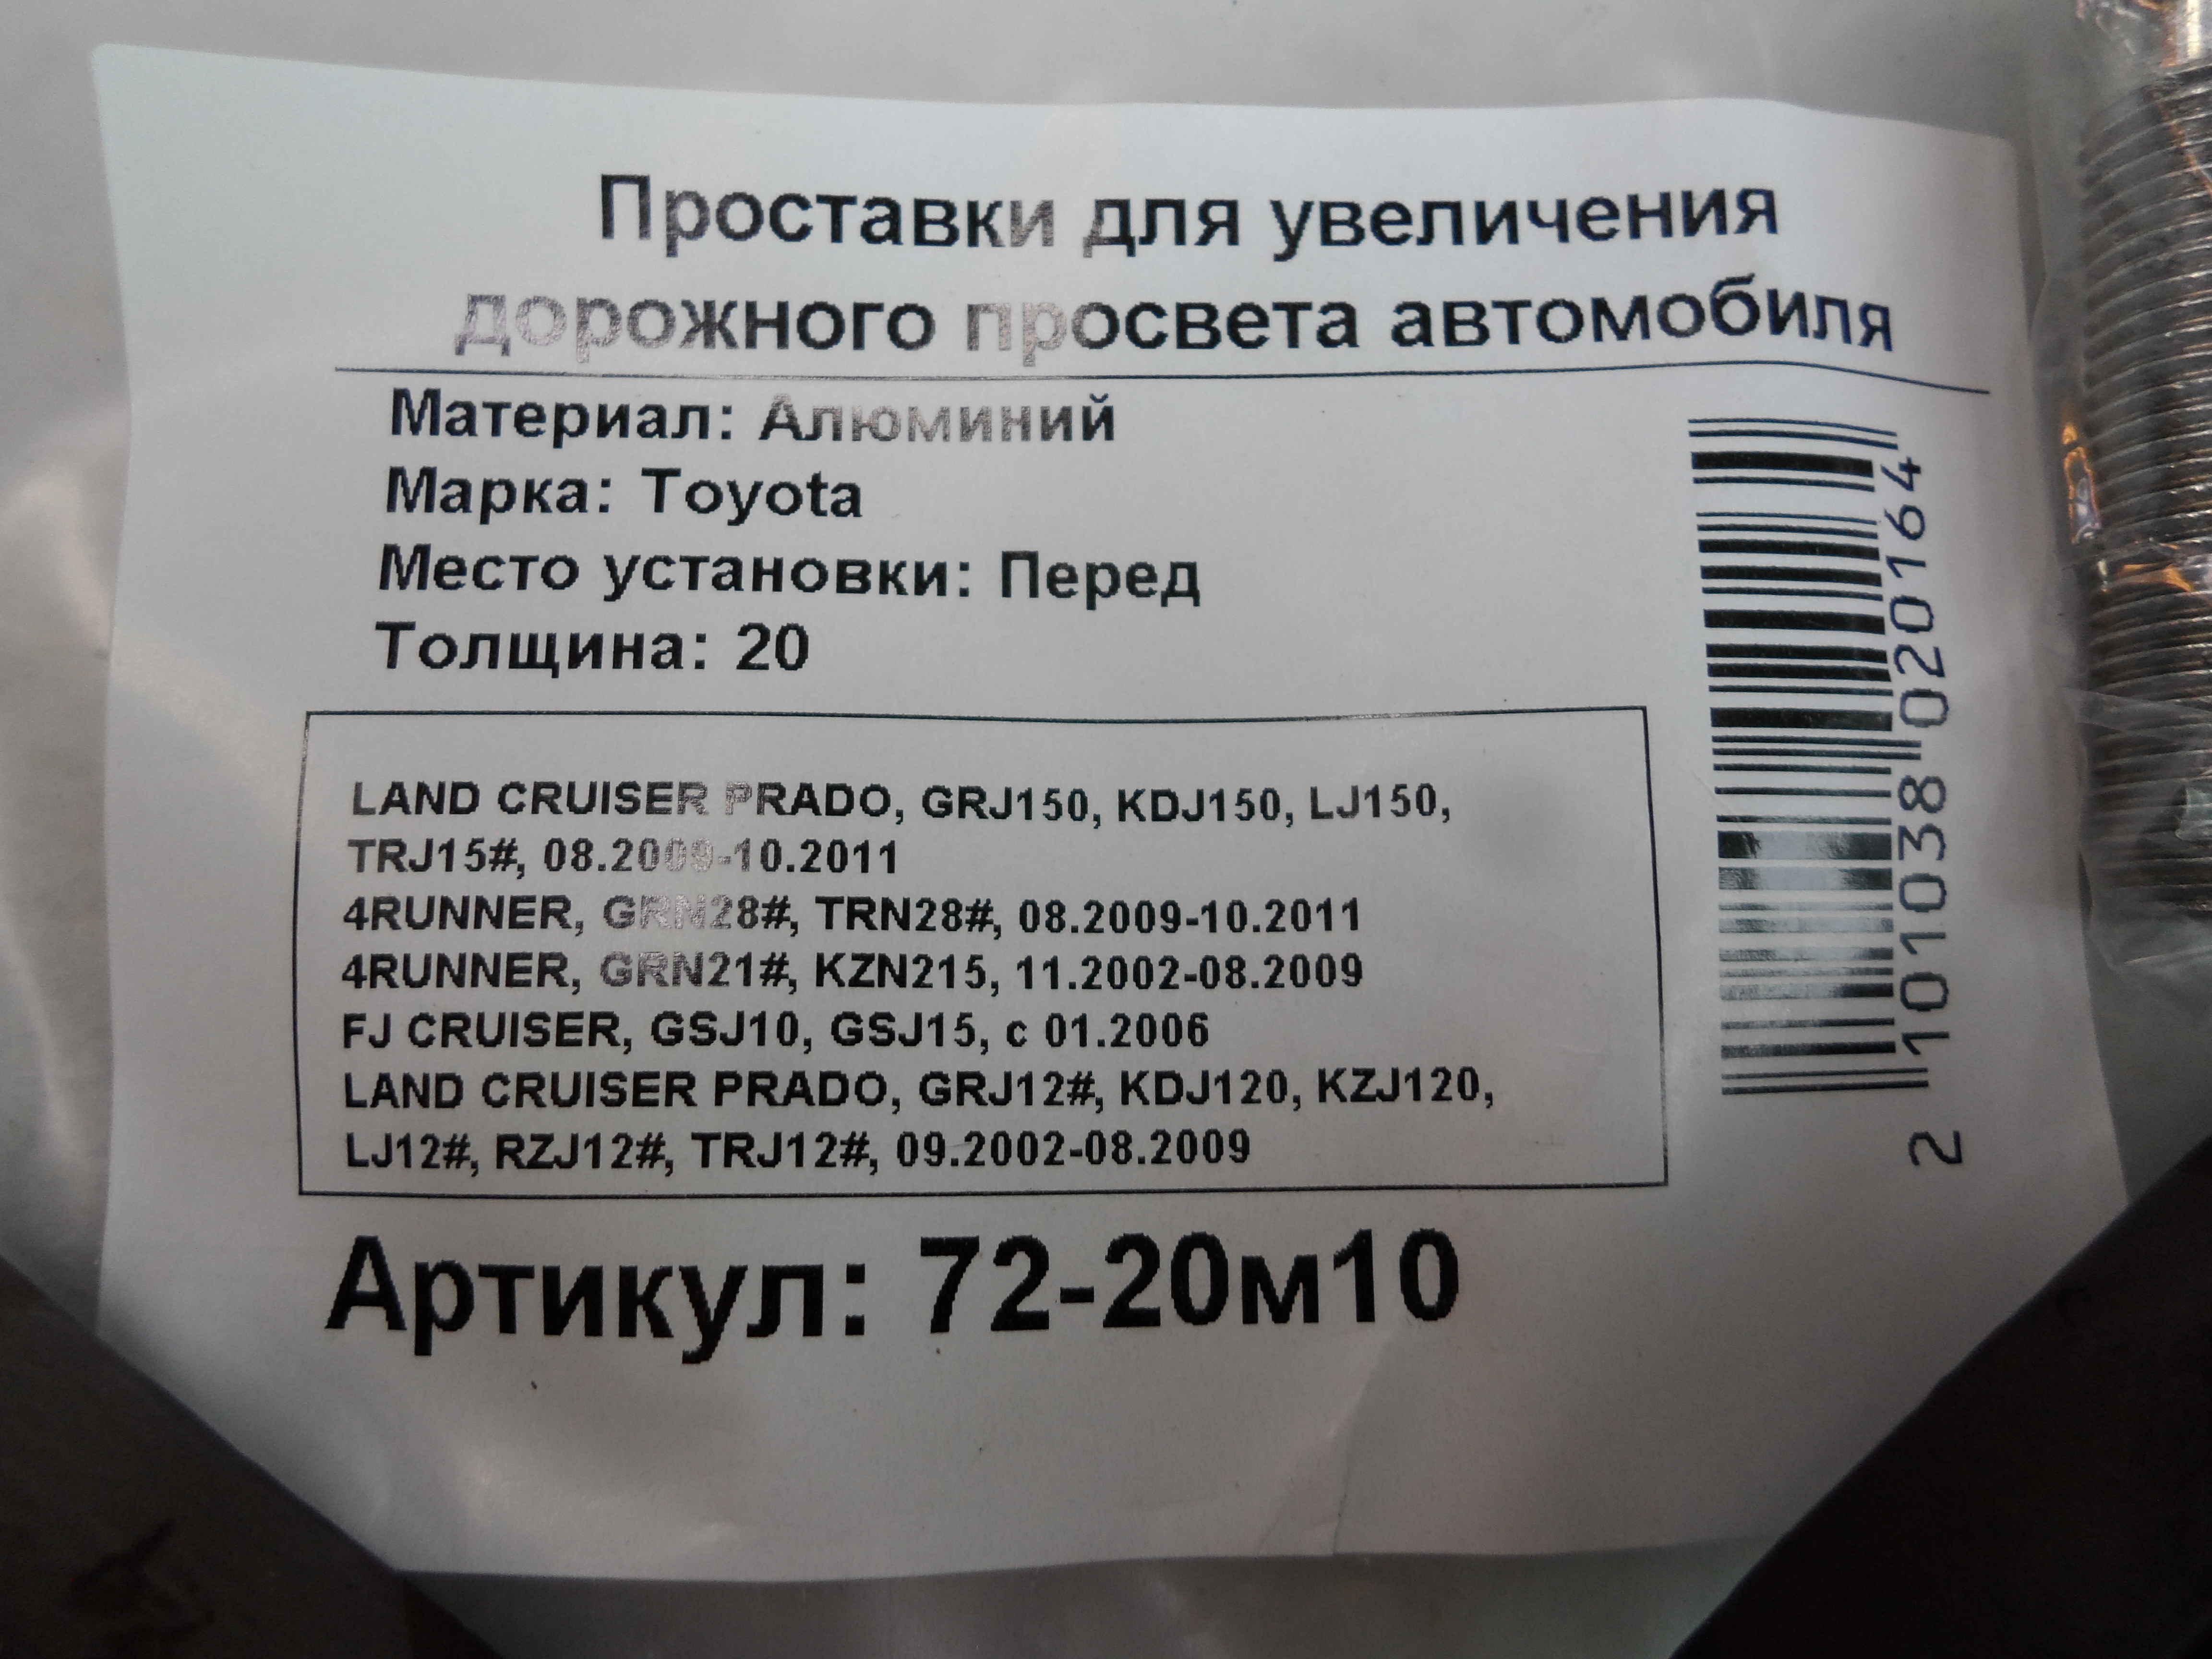 Проставки для увеличения
дорожного просвета автомобиля
Материал: Алюминий
Марка: Toyota
Место установки: Перед
Толщина: 20
LAND CRUISER PRADO, GRJ150, KDJ150, LJ150,
TRJ15#, 08.2009-10.2011
4RUNNER, GRN28#, TRN28#, 08.2009-10.2011
4RUNNER, GRN21#, KZN215, 11.2002-08.2009
FJ CRUISER, GSJ10, GSJ15, с 01.2006
LAND CRUISER PRADO, GRJ12#, KDJ120, KZJ120,
LJ12#, RZJ12#, TRJ12#, 09.2002-08.2009
Артикул: 72-20м10
2 101038 020164